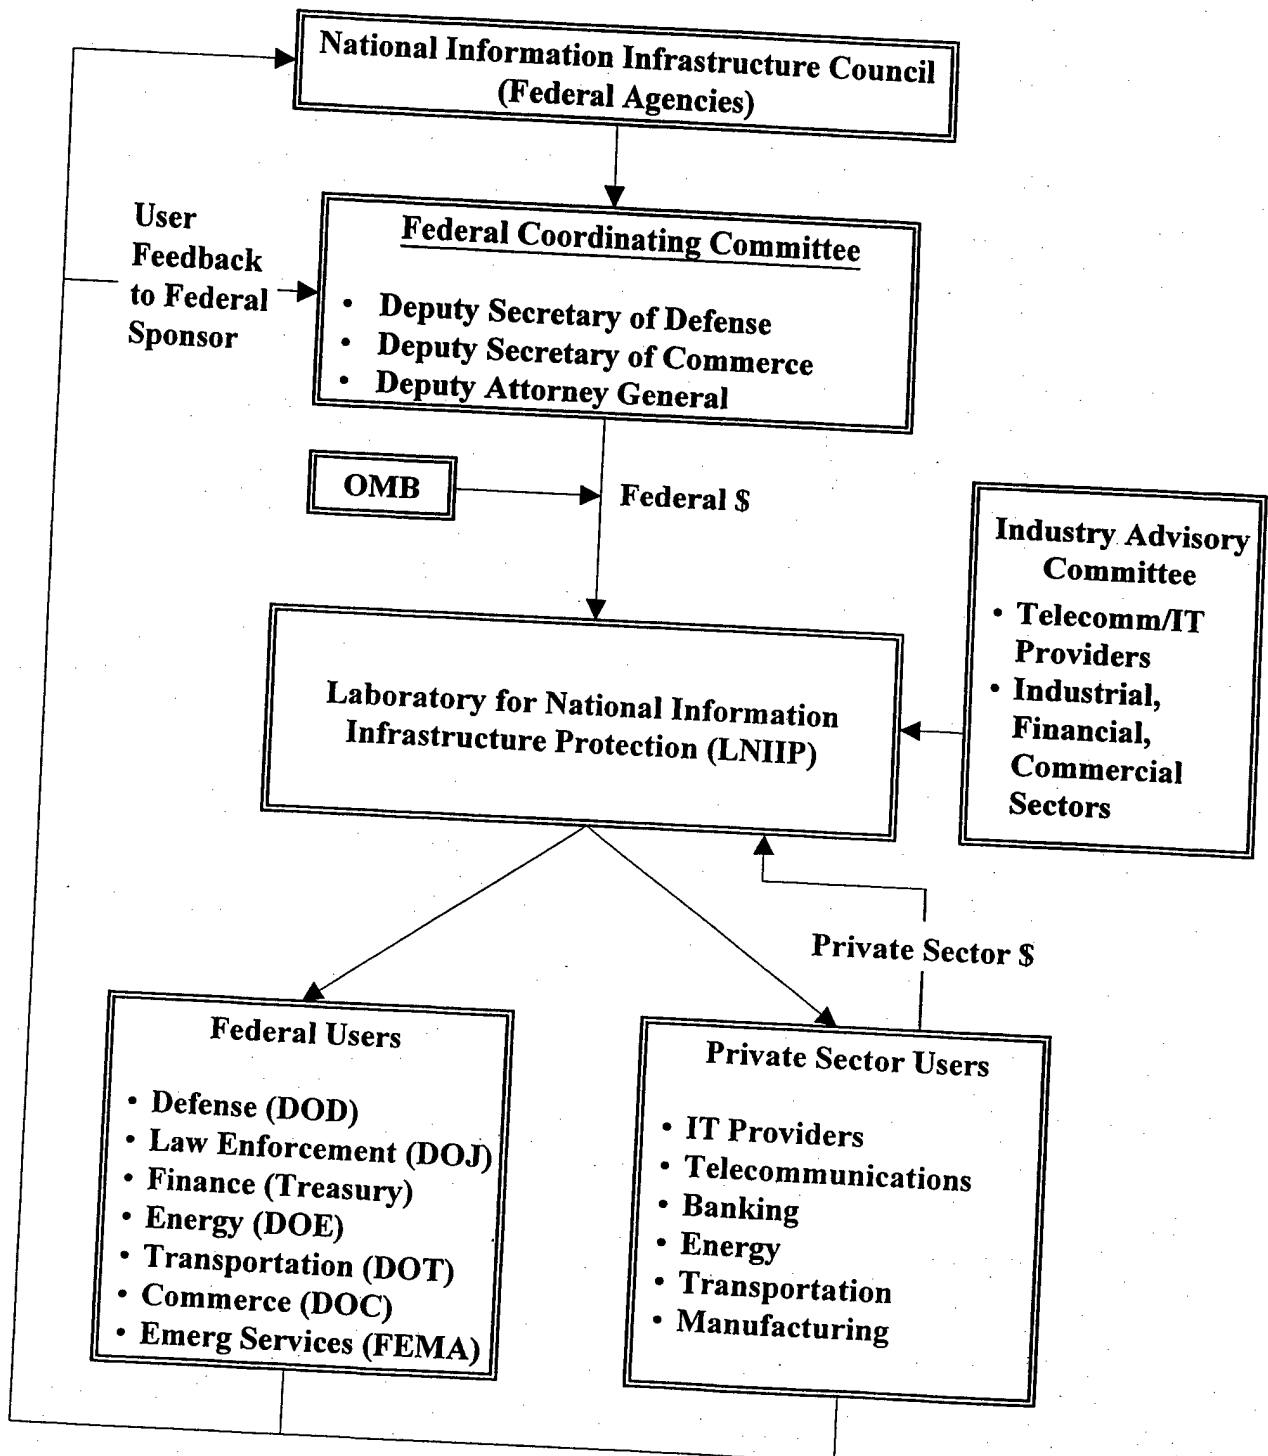 National Information Infrastructure Council
(Federal Agencies)
User
Feedback
to Federal
Sponsor
Federal Coordinating Committee
• Deputy Secretary of Defense
• Deputy Secretary of Commerce
• Deputy Attorney General
OMB
Federal $
Industry Advisory
Committee
• Telecomm/IT
Providers
• Industrial,
Financial,
Commercial
Sectors
Laboratory for National Information
Infrastructure Protection (LNIIP)
Private Sector $
Federal Users
• Defense (DOD)
• Law Enforcement (DOJ)
• Finance (Treasury)
• Energy (DOE)
• Transportation (DOT)
• Commerce (DOC)
• Emerg Services (FEMA)
Private Sector Users
• IT Providers
• Telecommunications
• Banking
• Energy
• Transportation
• Manufacturing